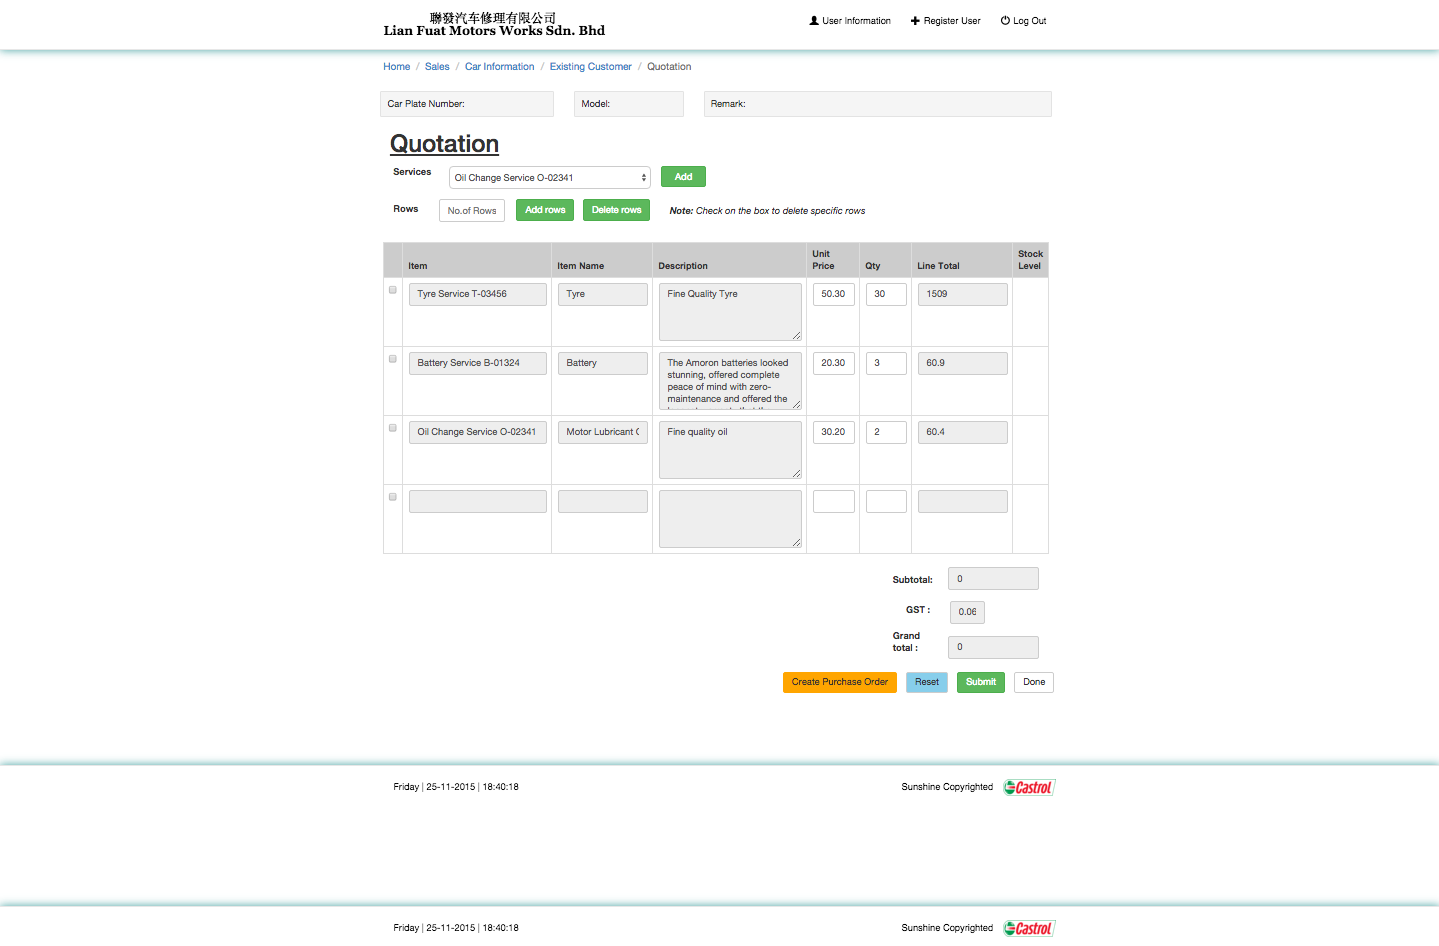 聯發汽车修理有限公司
Lian Fuat Motors Works Sdn. Bhd
User Information
Register User
Log Out
Home / Sales / Car Information / Existing Customer / Quotation
Car Plate Number:
Model:
Remark:
Quotation
Services
Oil Change Service O-02341
Add
Rows
No.of Rows
Add rows
Delete rows
Note: Check on the box to delete specific rows
Item
Item Name
Description
Unit Price
Qty
Line Total
Stock Level
Tyre Service T-03456
Tyre
Fine Quality Tyre
50.30
30
1509
Battery Service B-01324
Battery
The Amoron batteries looked
stunning, offered complete
peace of mind with zero-
maintenance and offered the
20.30
3
60.9
Oil Change Service O-02341
Motor Lubricant
Fine quality oil
30.20
2
60.4
Subtotal:
0
GST :
0.06
Grand
total :
0
Create Purchase Order
Reset
Submit
Done
Friday | 25-11-2015 | 18:40:18
Sunshine Copyrighted
Castrol
Friday | 25-11-2015 | 18:40:18
Sunshine Copyrighted
Castrol